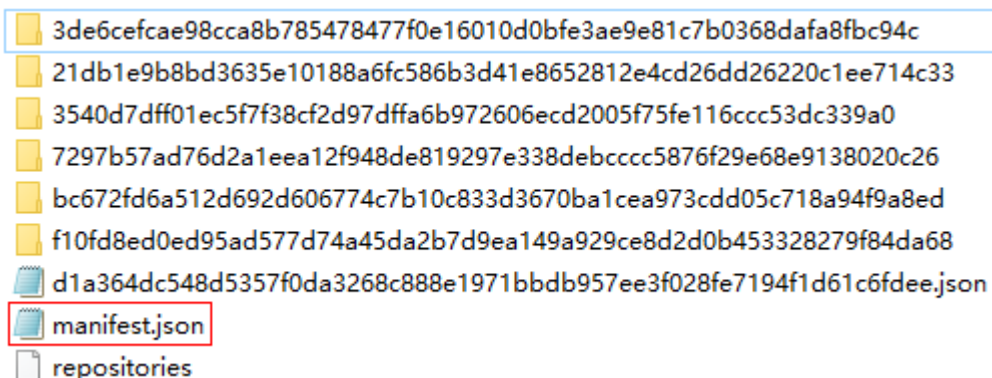 3de6cefcae98cca8b785478477f0e16010d0bfe3ae9e81c7b0368dafa8fbc94c
21db1e9b8bd3635e10188a6fc586b3d41e8652812e4cd26dd26220c1ee714c33
3540d7dff01ec5f7f38cf2d97dffa6b972606ecd2005f75fe116ccc53dc339a0
7297b57ad76d2a1eea12f948de819297e338debcccc5876f29e68e9138020c26
bc672fd6a512d692d606774c7b10c833d3670ba1cea973cdd05c718a94f9a8ed
f10fd8ed0ed95ad577d74a45da2b7d9ea149a929ce8d2d0b453328279f84da68
d1a364dc548d5357f0da3268c888e1971bbdb957ee3f028fe7194f1d61c6fdee.json
manifest.json
repositories